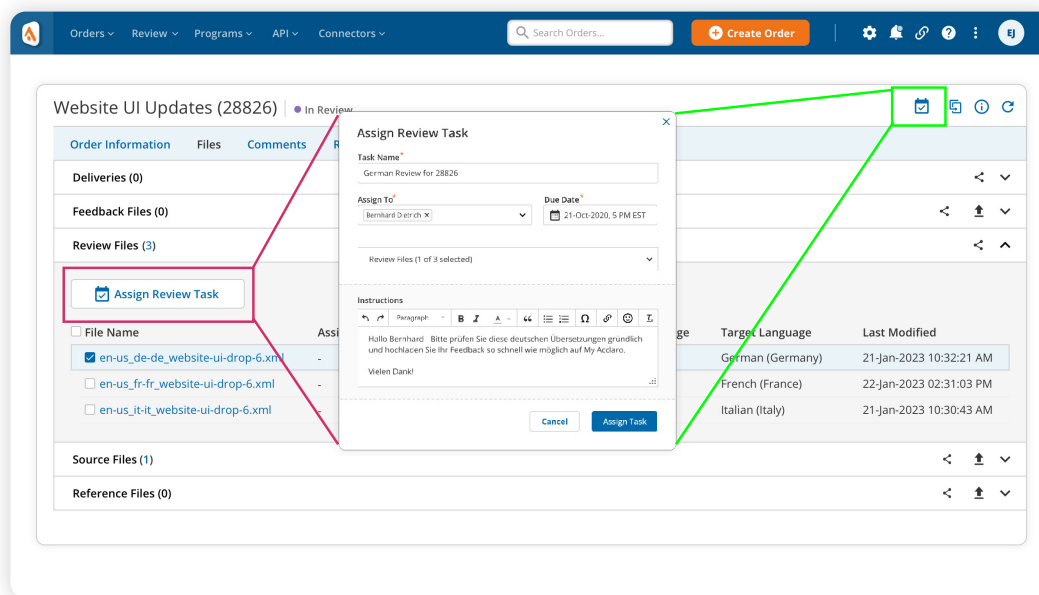 Orders Review Programs API Connectors Search Orders... Create Order EJ
Website UI Updates (28826) In Review
Order Information Files Comments R
Deliveries (0)
Feedback Files (0)
Review Files (3)
Assign Review Task
File Name Assi ge Target Language Last Modified
en-us_de-de_website-ui-drop-6.xml - German (Germany) 21-Jan-2023 10:32:21 AM
en-us_fr-fr_website-ui-drop-6.xml - French (France) 22-Jan-2023 02:31:03 PM
en-us_it-it_website-ui-drop-6.xml - Italian (Italy) 21-Jan-2023 10:30:43 AM
Source Files (1)
Reference Files (0)
Assign Review Task
Task Name*
German Review for 28826
Assign To* Due Date*
Bernhard Dietrich × 21-Oct-2020, 5 PM EST
Review Files (1 of 3 selected)
Instructions
Paragraph B I A Ω
Hallo Bernhard Bitte prüfen Sie diese deutschen Übersetzungen gründlich
und hochlacen Sie Ihr Feedback so schnell wie möglich auf My Acclaro.
Vielen Dank!
Cancel Assign Task